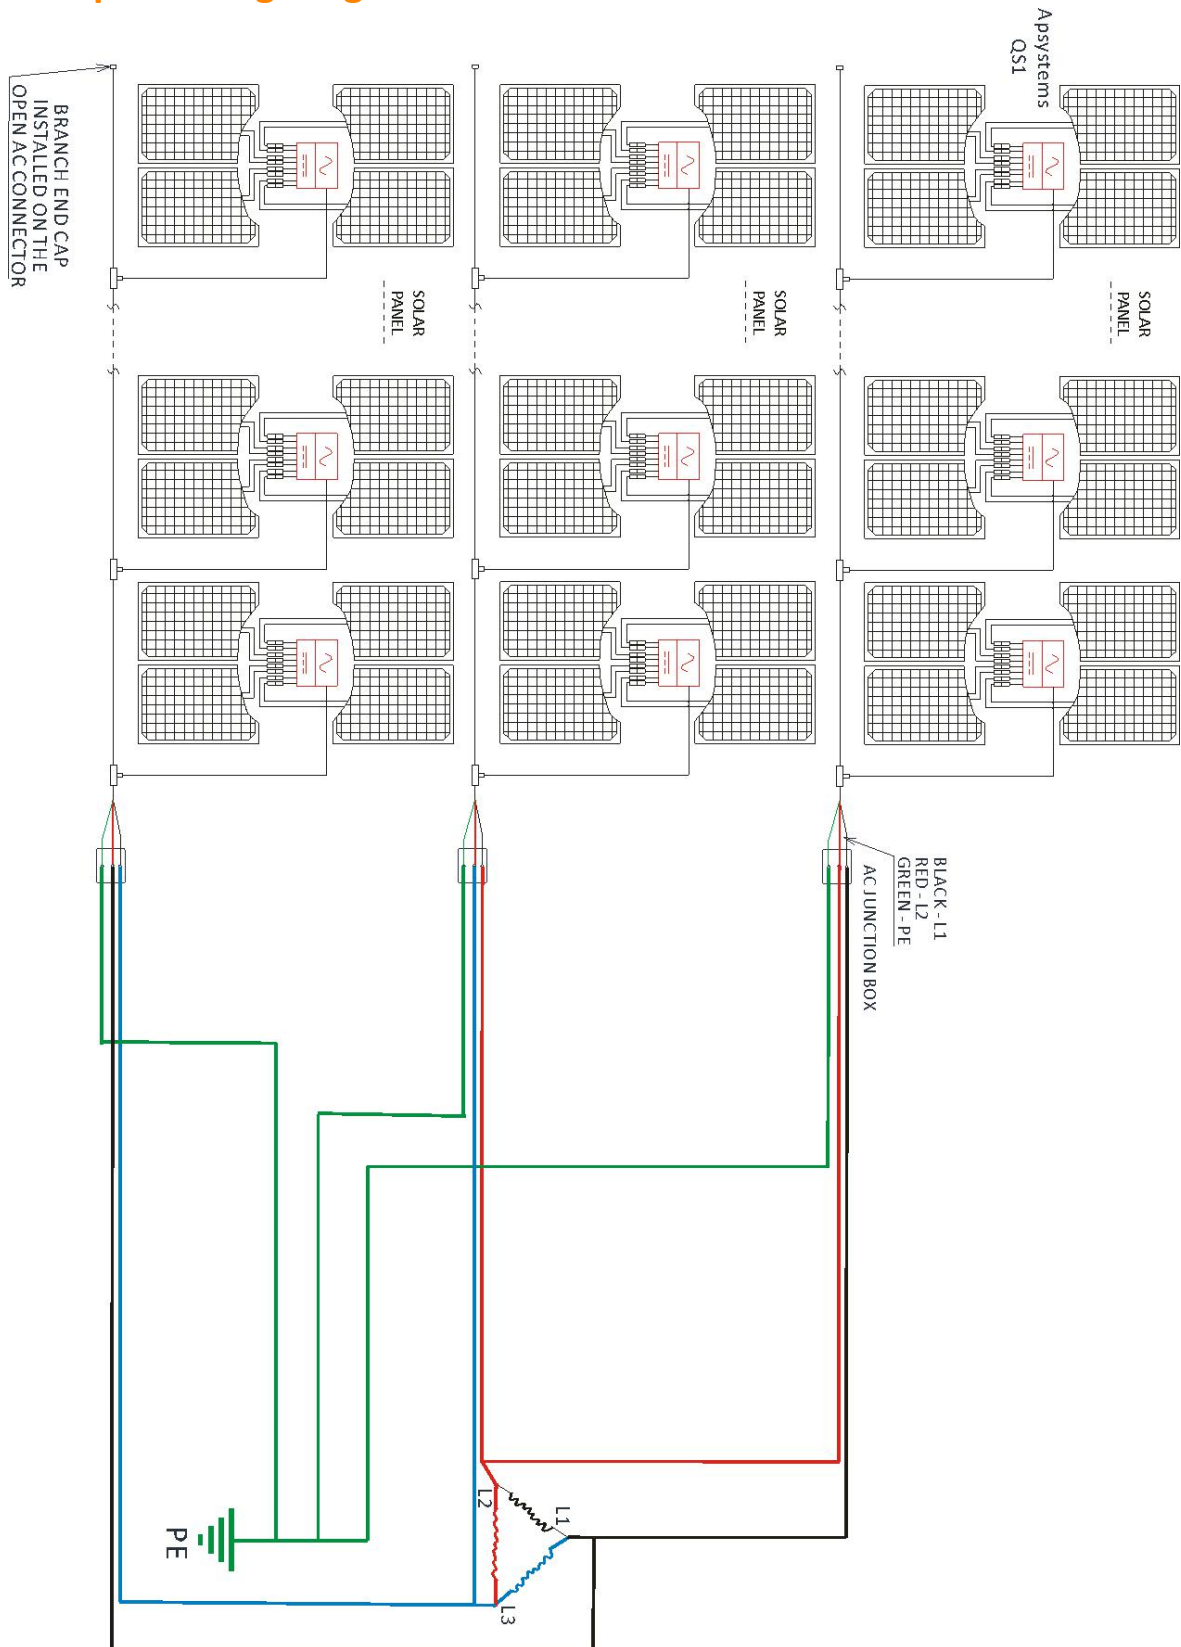 Apsystems
QS1
SOLAR
PANEL
SOLAR
PANEL
SOLAR
PANEL
BRANCH END CAP
INSTALLED ON THE
OPEN AC CONNECTOR
BLACK - L1
RED - L2
GREEN - PE
AC JUNCTION BOX
L1
L2
L3
PE